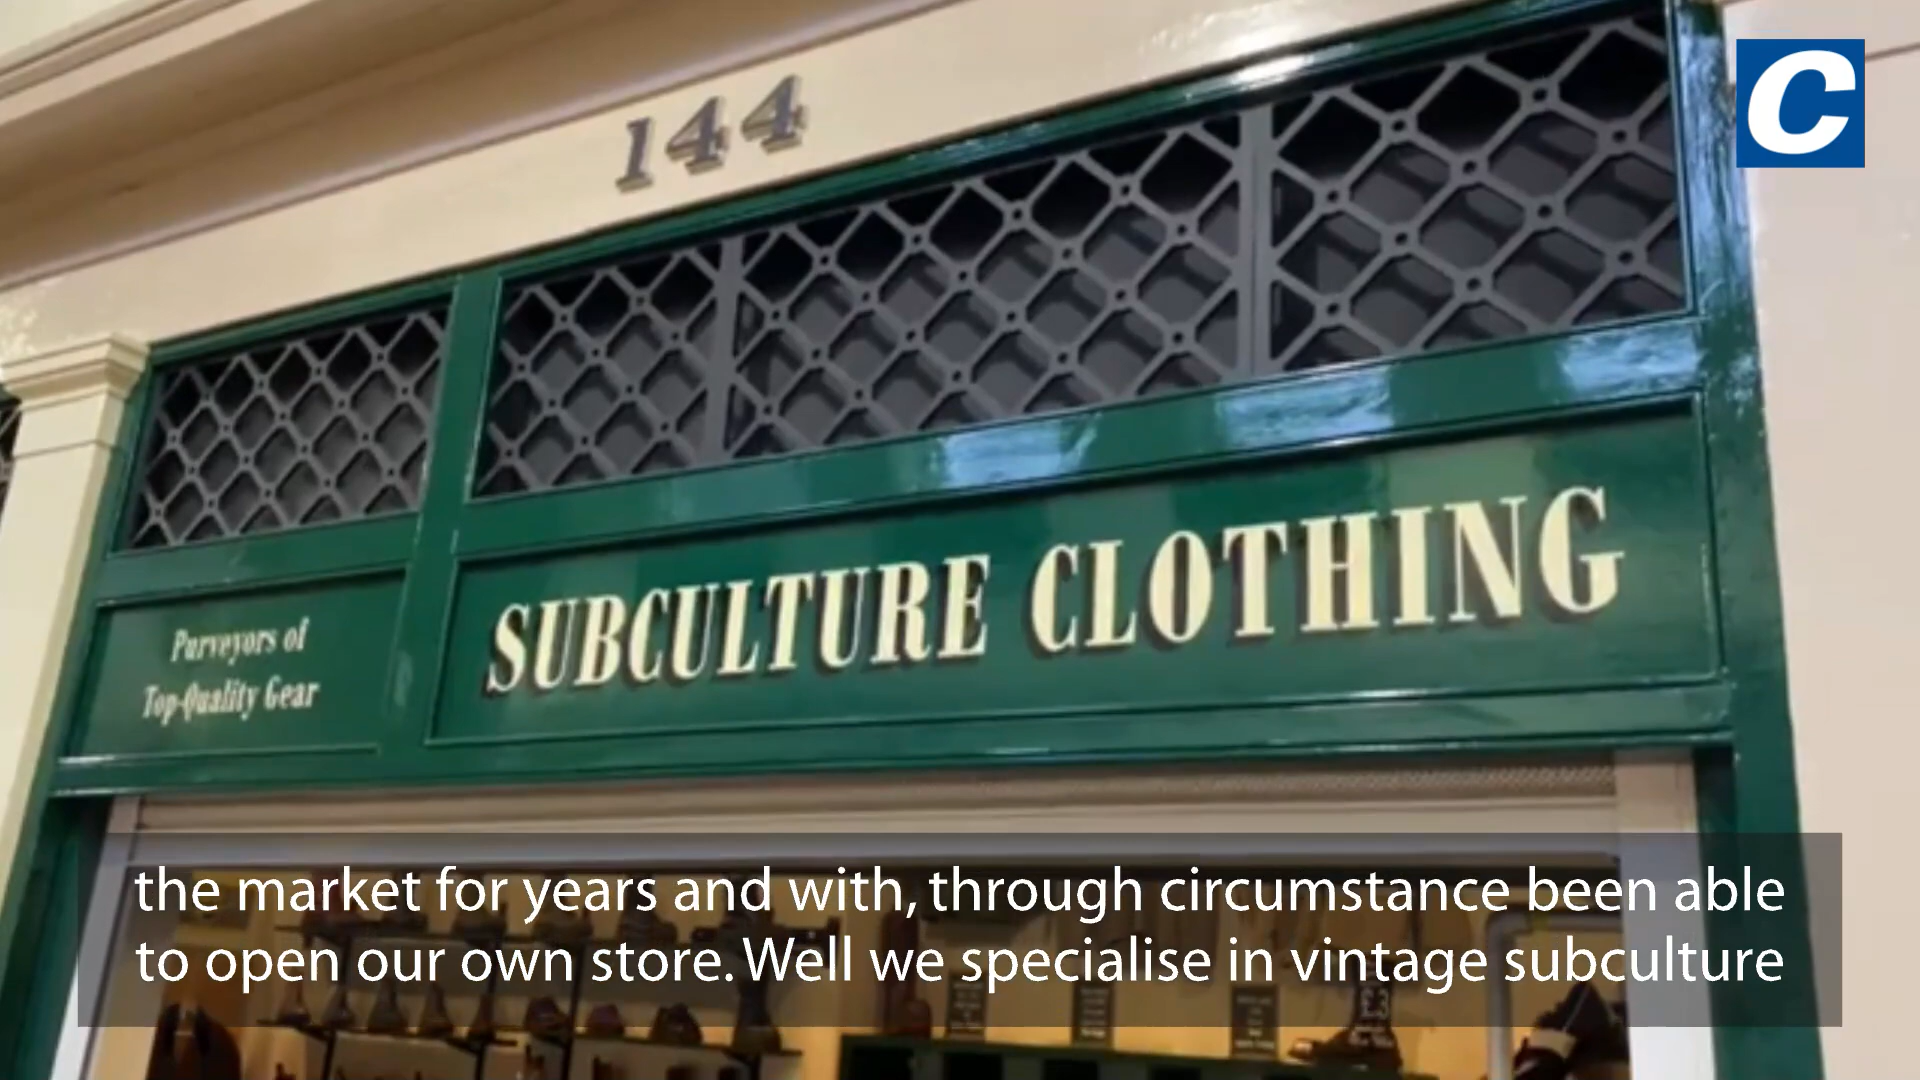 C
144
Purveyors of
Top-Quality Gear
SUBCULTURE CLOTHING
the market for years and with, through circumstance been able
to open our own store. Well we specialise in vintage subculture